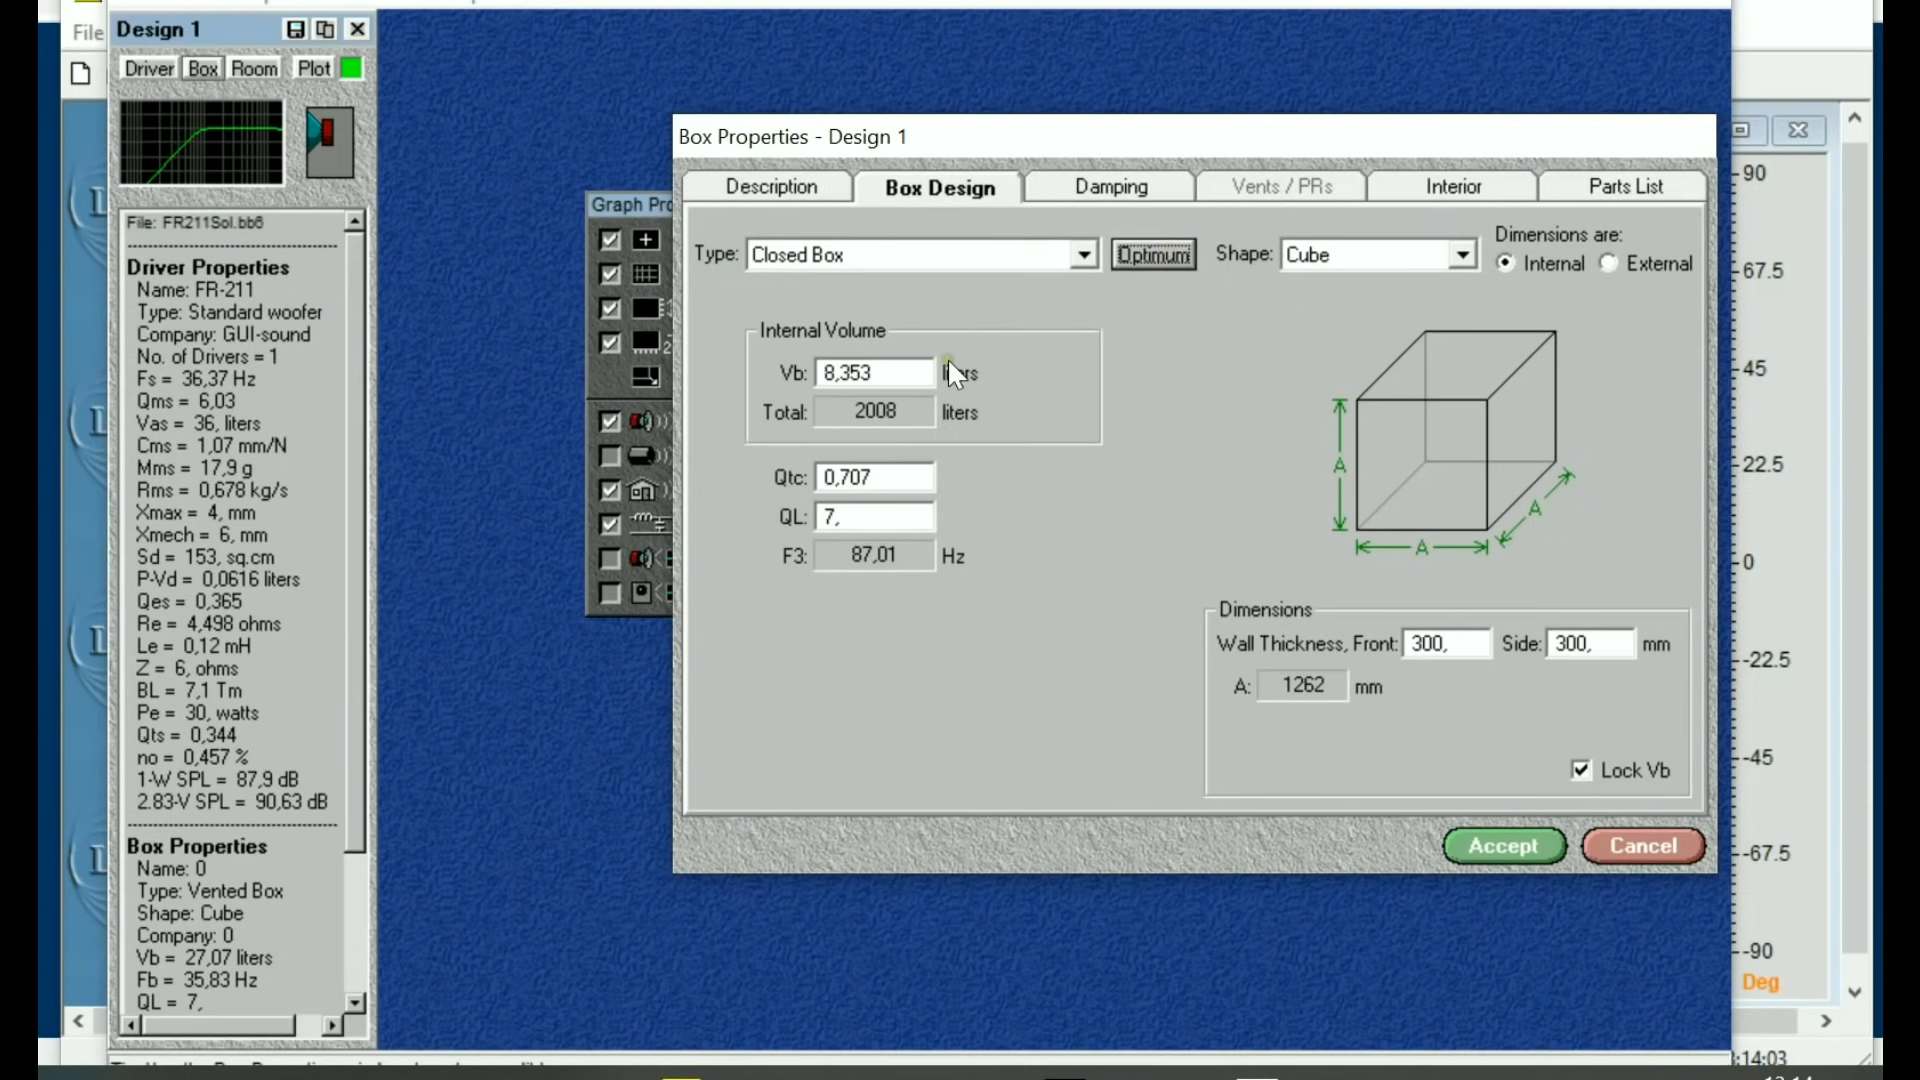 File
Design 1
Driver Box Room Plot
File: FR211Sol.bb6
Driver Properties
Name: FR-211
Type: Standard woofer
Company: GUI-sound
No. of Drivers = 1
Fs = 36,37 Hz
Qms = 6,03
Vas = 36, liters
Cms = 1,07 mm/N
Mms = 17,9 g
Rms = 0,678 kg/s
Xmax = 4, mm
Xmech = 6, mm
Sd = 153, sq.cm
P-Vd = 0,0616 liters
Qes = 0,365
Re = 4,498 ohms
Le = 0,12 mH
Z = 6, ohms
BL = 7,1 Tm
Pe = 30, watts
Qts = 0,344
no = 0,457 %
1-W SPL = 87,9 dB
2.83-V SPL = 90,63 dB
Box Properties
Name: 0
Type: Vented Box
Shape: Cube
Company: 0
Vb = 27,07 liters
Fb = 35,83 Hz
QL = 7,
Graph Pro
Box Properties - Design 1
Description Box Design Damping Vents / PRs Interior Parts List
Type: Closed Box Optimum Shape: Cube
Dimensions are:
Internal External
Internal Volume
Vb: 8,353 liters
Total: 2008 liters
Qtc: 0,707
QL: 7,
F3: 87,01 Hz
A
A
A
Dimensions
Wall Thickness, Front: 300, Side: 300, mm
A: 1262 mm
Lock Vb
Accept Cancel
90
67.5
45
22.5
0
-22.5
-45
-67.5
-90
Deg
:14:03